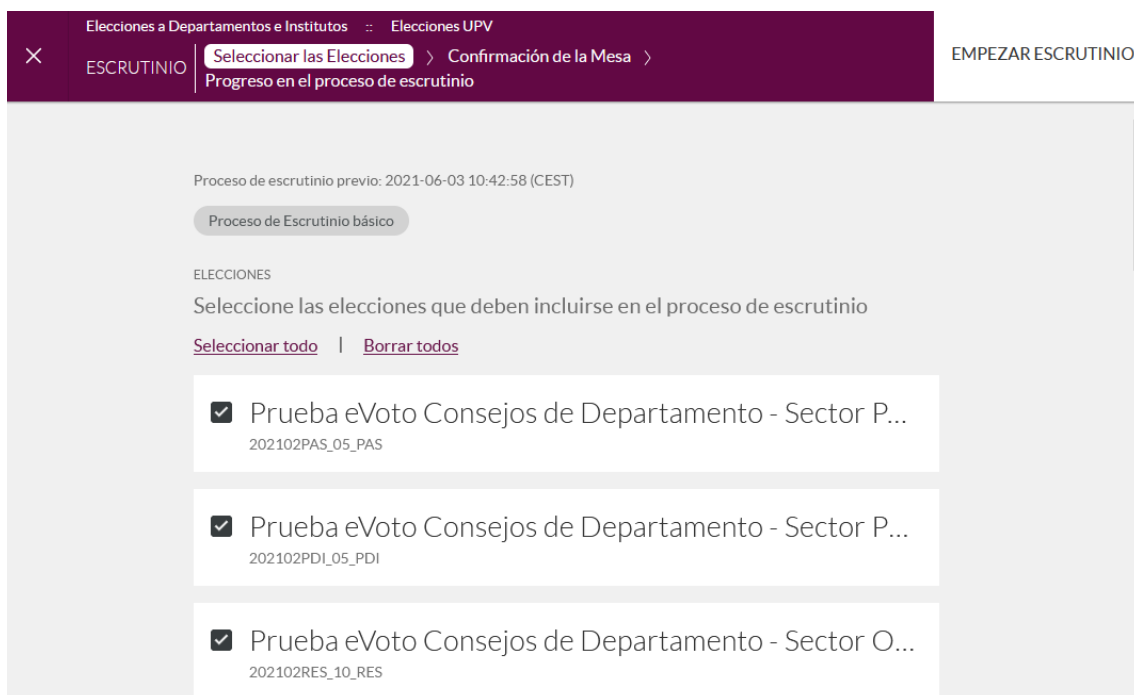 Elecciones a Departamentos e Institutos :: Elecciones UPV
ESCRUTINIO
Seleccionar las Elecciones > Confirmación de la Mesa >
Progreso en el proceso de escrutinio
EMPEZAR ESCRUTINIO
Proceso de escrutinio previo: 2021-06-03 10:42:58 (CEST)
Proceso de Escrutinio básico
ELECCIONES
Seleccione las elecciones que deben incluirse en el proceso de escrutinio
Seleccionar todo | Borrar todos
Prueba eVoto Consejos de Departamento - Sector P...
202102PAS_05_PAS
Prueba eVoto Consejos de Departamento - Sector P...
202102PDI_05_PDI
Prueba eVoto Consejos de Departamento - Sector O...
202102RES_10_RES